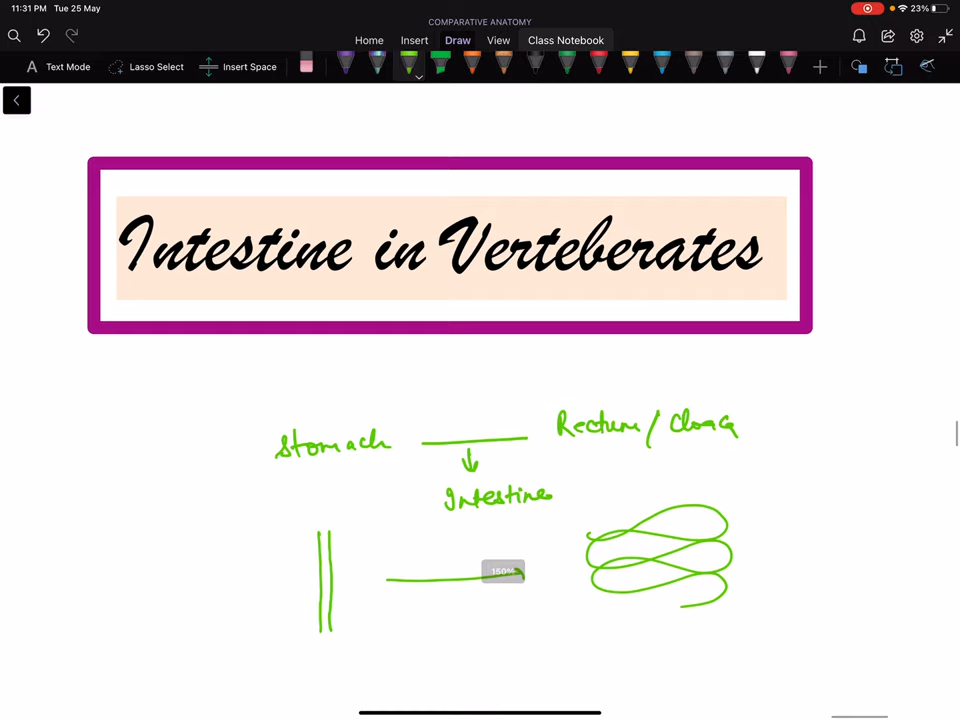 11:31 PM Tue 25 May
23%
COMPARATIVE ANATOMY
Home Insert Draw View Class Notebook
Text Mode Lasso Select Insert Space
Intestine in Verteberates
Stomach Rectum / Cloaca
Intestine
150%